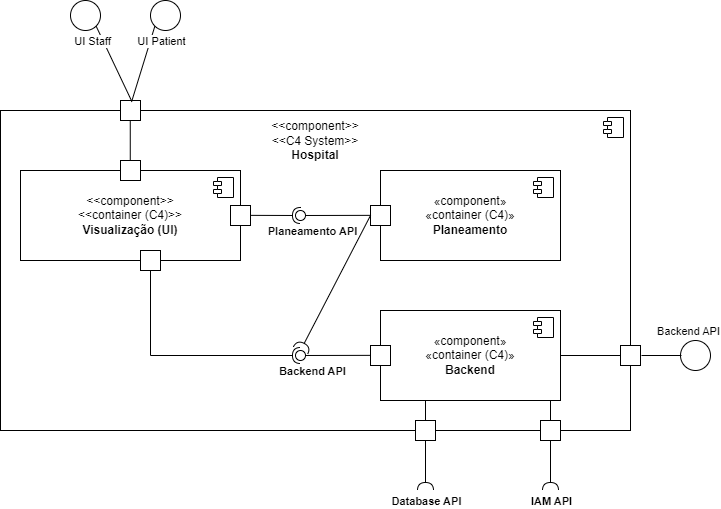 UI Staff
UI Patient
<<component>>
<<C4 System>>
Hospital
<<component>>
<<container (C4)>>
Visualização (UI)
Planeamento API
«component»
«container (C4)»
Planeamento
Backend API
«component»
«container (C4)»
Backend
Backend API
Database API
IAM API